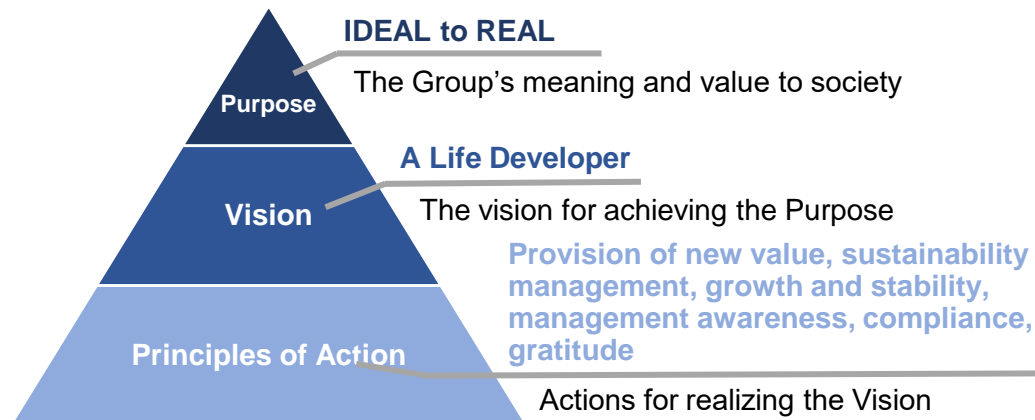 IDEAL to REAL
The Group's meaning and value to society
Purpose
A Life Developer
The vision for achieving the Purpose
Vision
Provision of new value, sustainability
management, growth and stability,
management awareness, compliance,
gratitude
Principles of Action
Actions for realizing the Vision